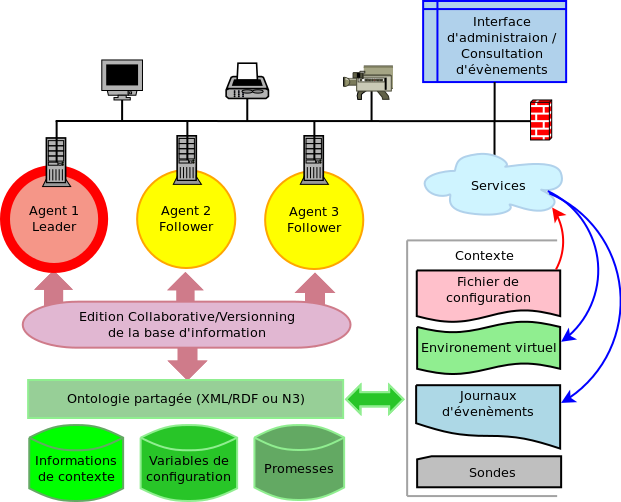 Interface
d'administraion /
Consultation
d'évènements
Agent 1
Leader
Agent 2
Follower
Agent 3
Follower
Services
Contexte
Fichier de
configuration
Environement virtuel
Journaux
d'évenèments
Sondes
Edition Collaborative/Versionning
de la base d'information
Ontologie partagée (XML/RDF ou N3)
Informations
de contexte
Variables de
configuration
Promesses